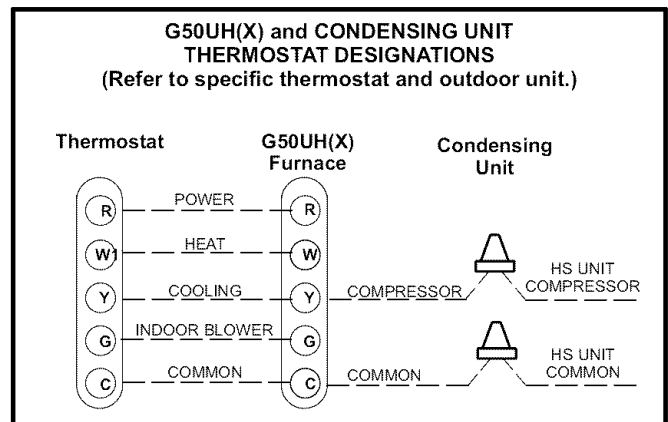 G50UH(X) and CONDENSING UNIT
THERMOSTAT DESIGNATIONS
(Refer to specific thermostat and outdoor unit.)
Thermostat
G50UH(X)
Furnace
Condensing
Unit
R POWER R
W1 HEAT W
Y COOLING Y COMPRESSOR HS UNIT
COMPRESSOR
G INDOOR BLOWER G
C COMMON C COMMON HS UNIT
COMMON